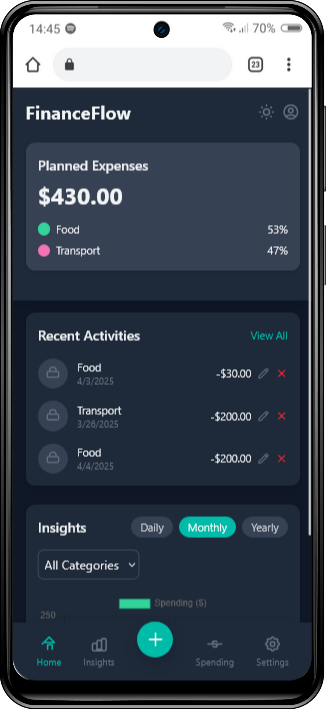 14:45 70%
23
FinanceFlow
Planned Expenses
$430.00
Food 53%
Transport 47%
Recent Activities View All
Food -$30.00
4/3/2025
Transport -$200.00
3/26/2025
Food -$200.00
4/4/2025
Insights Daily Monthly Yearly
All Categories
Spending ($)
250
Home Insights Spending Settings